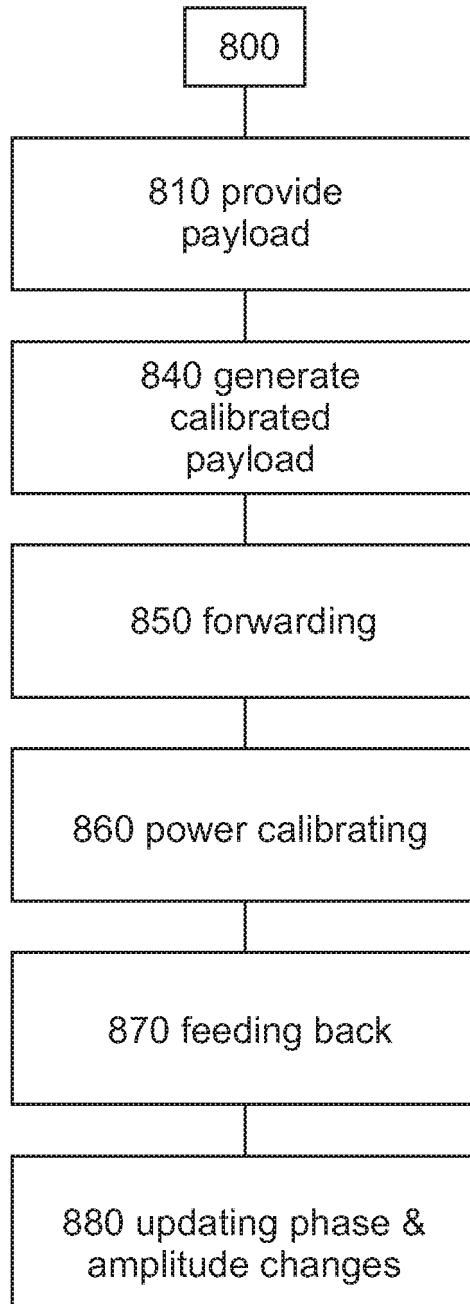 800
810 provide
payload
840 generate
calibrated
payload
850 forwarding
860 power calibrating
870 feeding back
880 updating phase &
amplitude changes